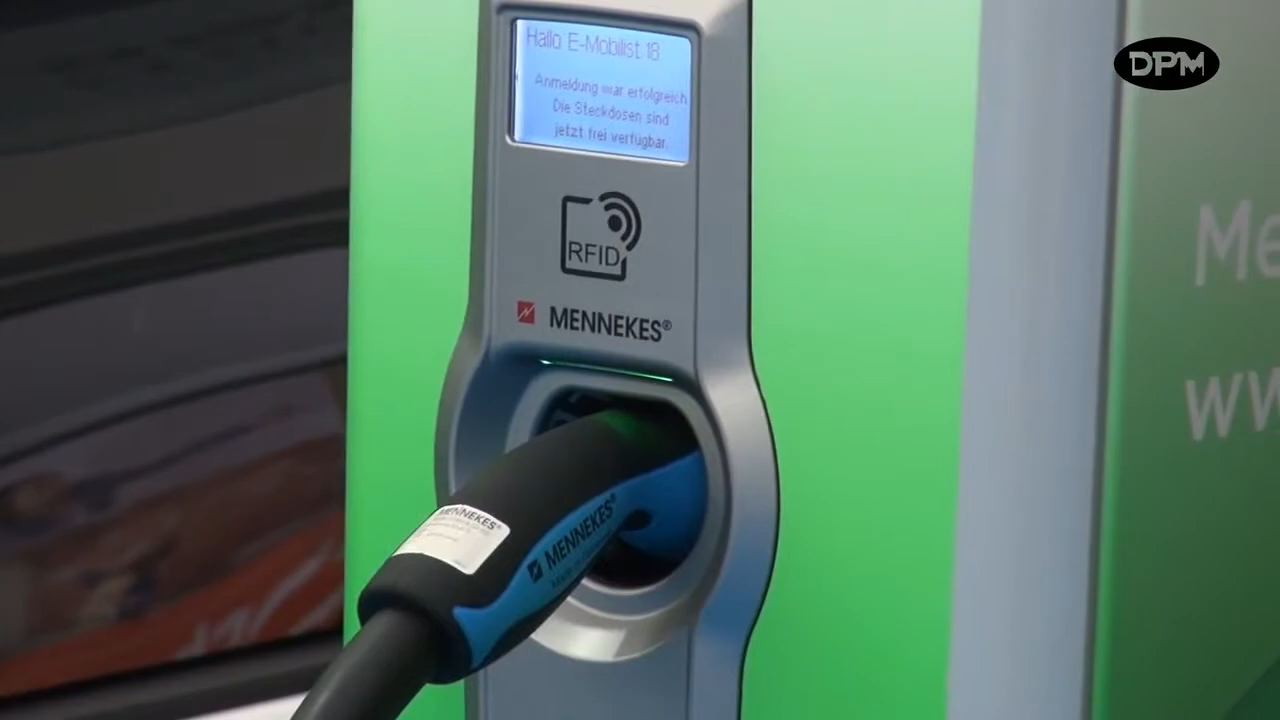 Hallo E-Mobilist 18
Anmeldung war erfolgreich
Die Steckdosen sind
jetzt frei verfügbar.
RFID
MENNEKES®
MENNEKES®
MENNEKES®
DPM
Me
ww